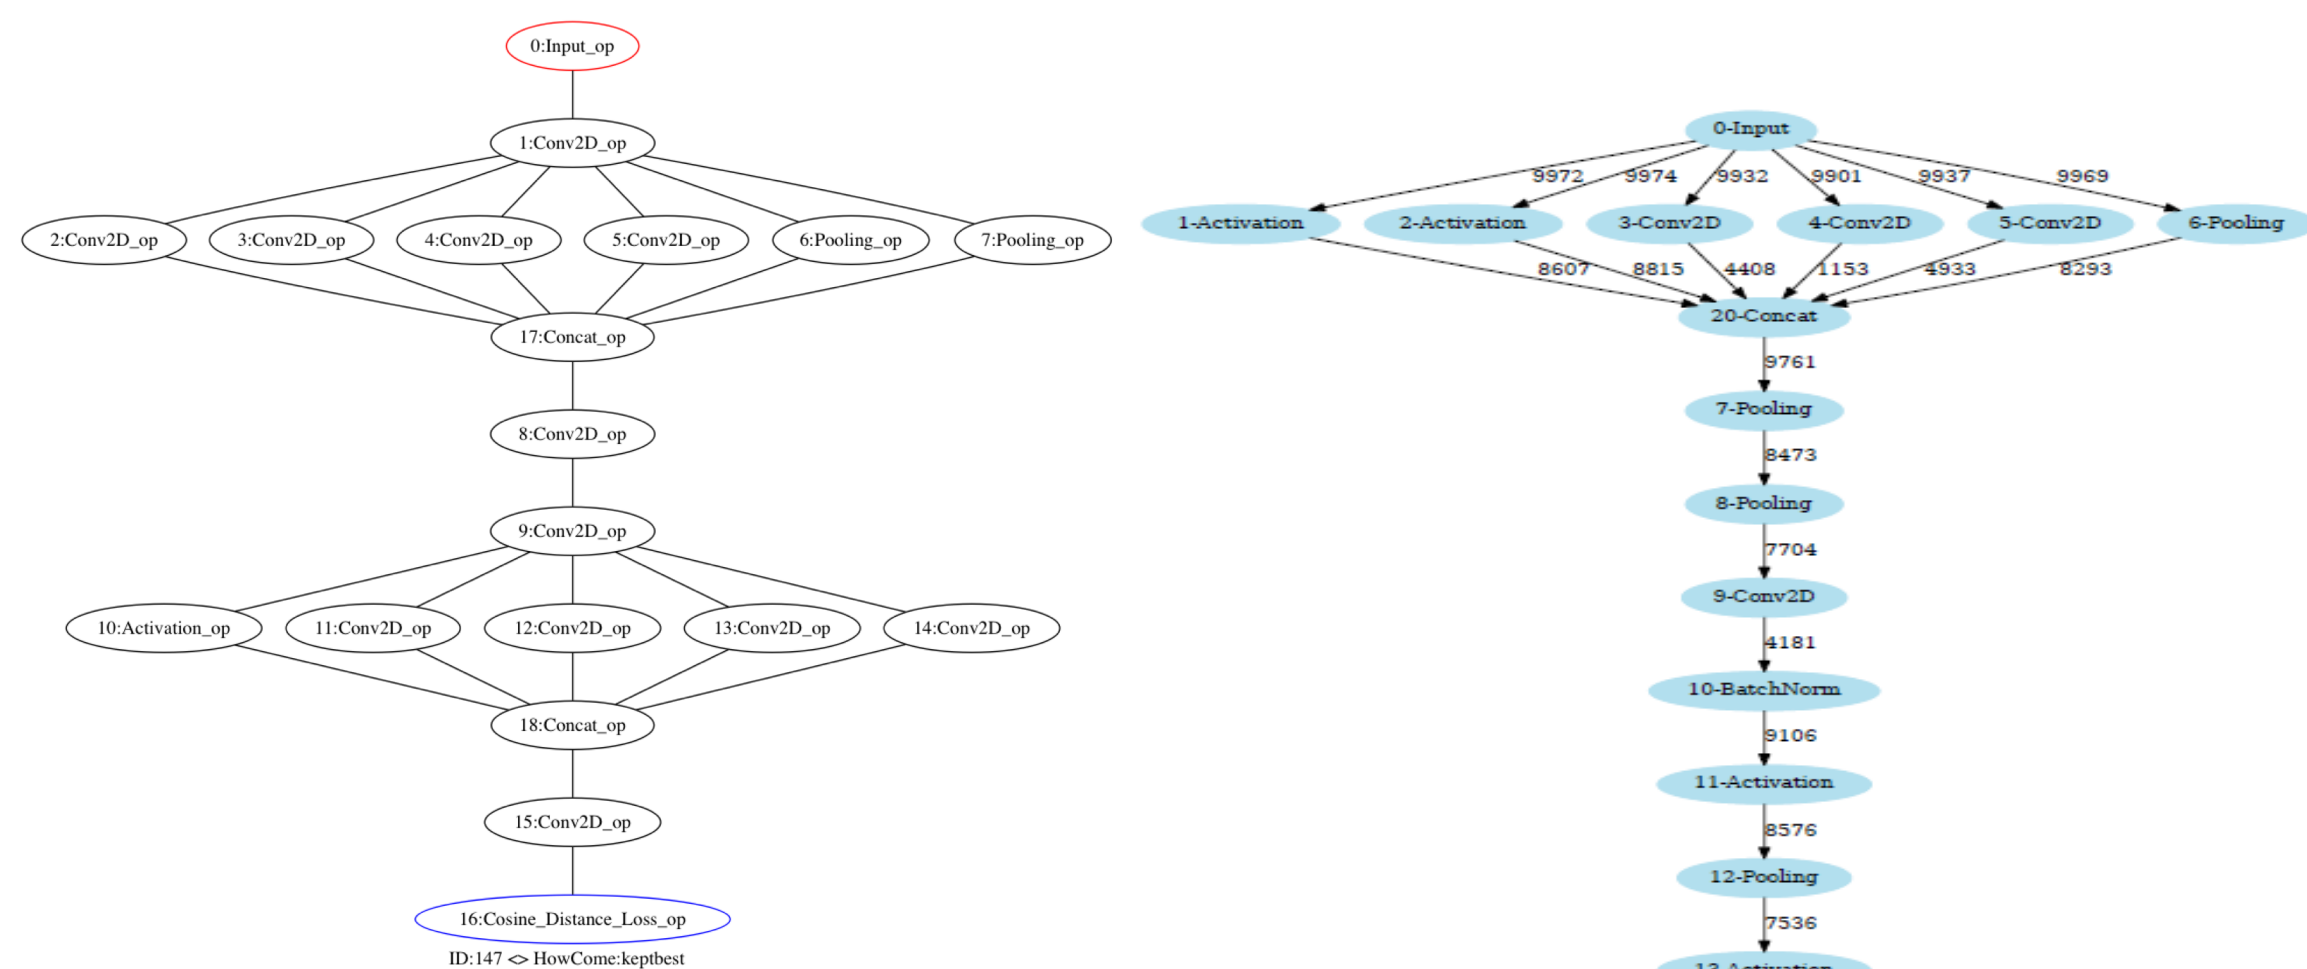 0:Input_op
1:Conv2D_op
2:Conv2D_op 3:Conv2D_op 4:Conv2D_op 5:Conv2D_op 6:Pooling_op 7:Pooling_op
17:Concat_op
8:Conv2D_op
9:Conv2D_op
10:Activation_op 11:Conv2D_op 12:Conv2D_op 13:Conv2D_op 14:Conv2D_op
18:Concat_op
15:Conv2D_op
16:Cosine_Distance_Loss_op
ID:147 <> HowCome:keptbest
0-Input
9972 9974 9932 9901 9937 9969
1-Activation 2-Activation 3-Conv2D 4-Conv2D 5-Conv2D 6-Pooling
8607 8815 4408 1153 4933 8293
20-Concat
9761
7-Pooling
8473
8-Pooling
7704
9-Conv2D
4181
10-BatchNorm
9106
11-Activation
8576
12-Pooling
7536
13-Activation